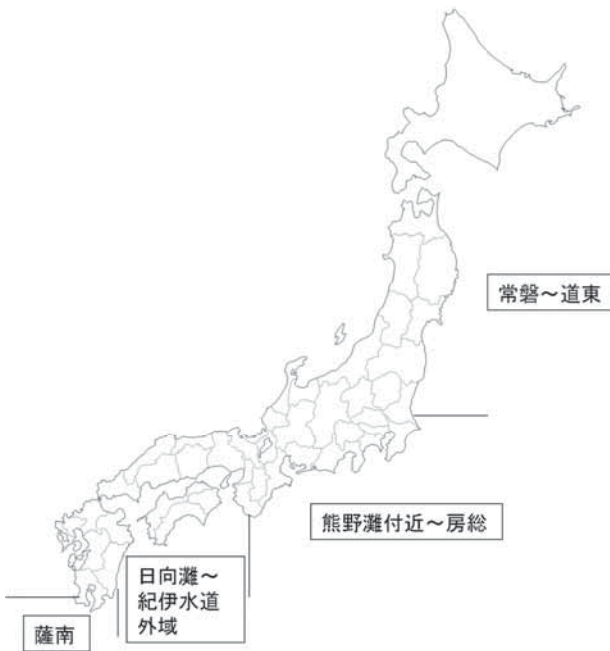 常磐～道東
熊野灘付近～房総
日向灘～
紀伊水道
外域
薩南